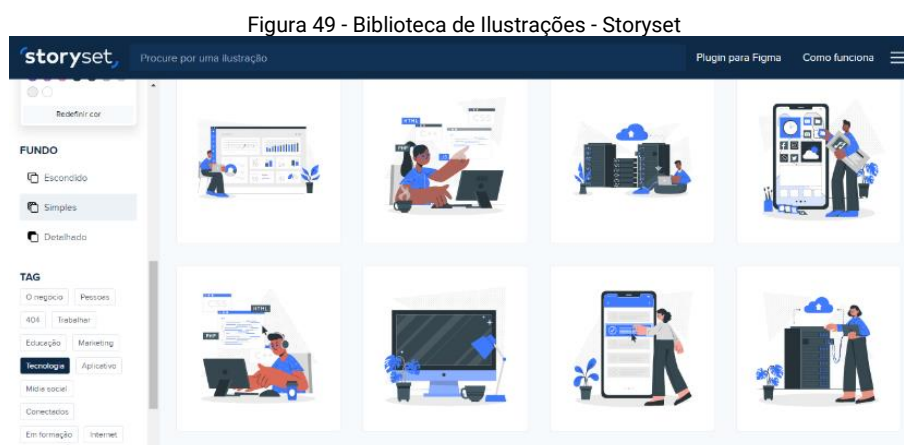 Figura 49 - Biblioteca de Ilustrações - Storyset
storyset
Procure por uma ilustração
Plugin para Figma
Como funciona
Redefinir cor
FUNDO
Escondido
Simples
Detalhado
TAG
O negócio Pessoas
404 Trabalhar
Educação Marketing
Tecnologia Aplicativo
Mídia social
Conectados
Em formação Internet
HTML
CSS
C++
PHP
HTML
CSS
PHP
C++